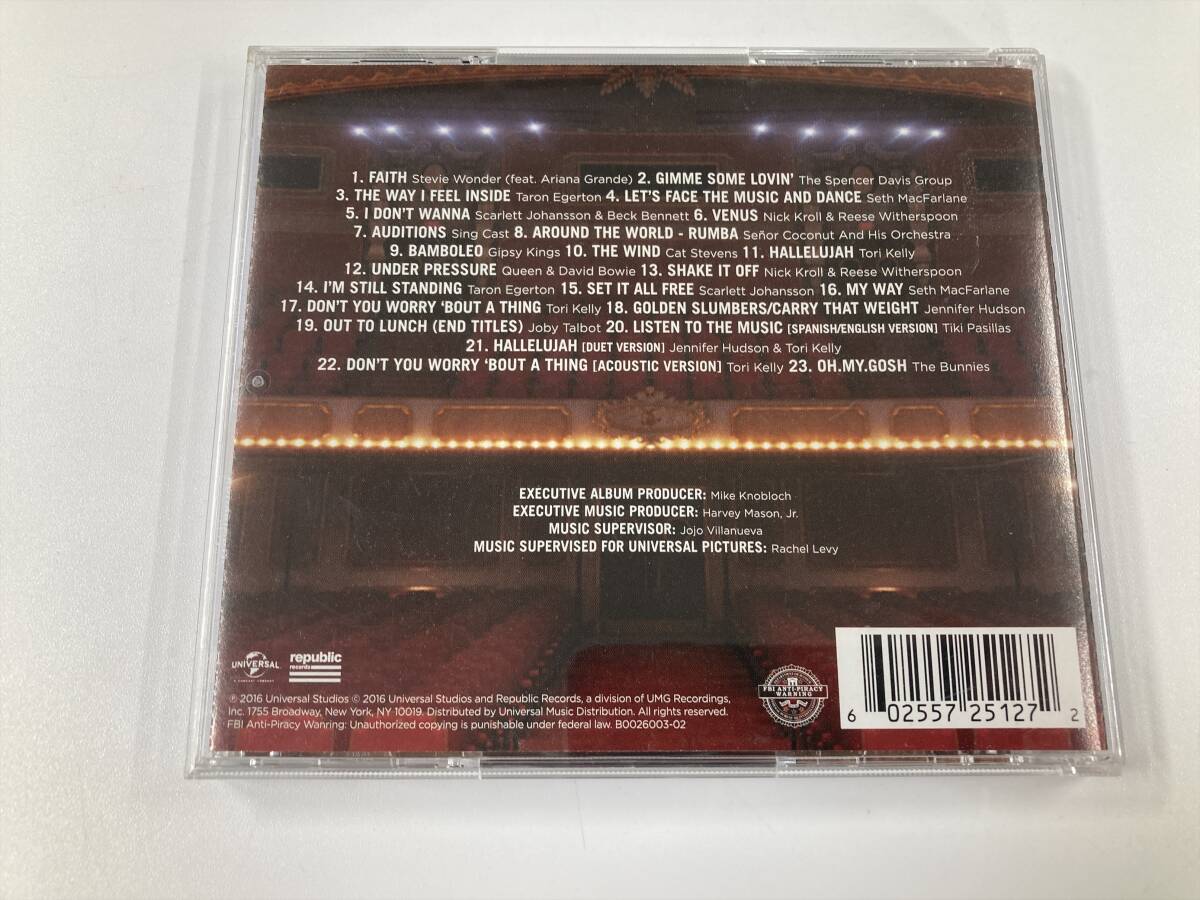 1. FAITH Stevie Wonder (feat. Ariana Grande) 2. GIMME SOME LOVIN' The Spencer Davis Group
3. THE WAY I FEEL INSIDE Taron Egerton 4. LET'S FACE THE MUSIC AND DANCE Seth MacFarlane
5. I DON'T WANNA Scarlett Johansson & Beck Bennett 6. VENUS Nick Kroll & Reese Witherspoon
7. AUDITIONS Sing Cast 8. AROUND THE WORLD - RUMBA Señor Coconut And His Orchestra
9. BAMBOLEO Gipsy Kings 10. THE WIND Cat Stevens 11. HALLELUJAH Tori Kelly
12. UNDER PRESSURE Queen & David Bowie 13. SHAKE IT OFF Nick Kroll & Reese Witherspoon
14. I'M STILL STANDING Taron Egerton 15. SET IT ALL FREE Scarlett Johansson 16. MY WAY Seth MacFarlane
17. DON'T YOU WORRY 'BOUT A THING Tori Kelly 18. GOLDEN SLUMBERS/CARRY THAT WEIGHT Jennifer Hudson
19. OUT TO LUNCH (END TITLES) Joby Talbot 20. LISTEN TO THE MUSIC [SPANISH/ENGLISH VERSION] Tiki Pasillas
21. HALLELUJAH [DUET VERSION] Jennifer Hudson & Tori Kelly
22. DON'T YOU WORRY 'BOUT A THING [ACOUSTIC VERSION] Tori Kelly 23. OH.MY.GOSH The Bunnies
EXECUTIVE ALBUM PRODUCER: Mike Knobloch
EXECUTIVE MUSIC PRODUCER: Harvey Mason, Jr.
MUSIC SUPERVISOR: Jojo Villanueva
MUSIC SUPERVISED FOR UNIVERSAL PICTURES: Rachel Levy
UNIVERSAL
A COMCAST COMPANY
republic
records
℗ 2016 Universal Studios © 2016 Universal Studios and Republic Records, a division of UMG Recordings,
Inc. 1755 Broadway, New York, NY 10019. Distributed by Universal Music Distribution. All rights reserved.
FBI Anti-Piracy Wanring: Unauthorized copying is punishable under federal law. B0026003-02
FBI ANTI-PIRACY
WARNING
6 02557 25127 2